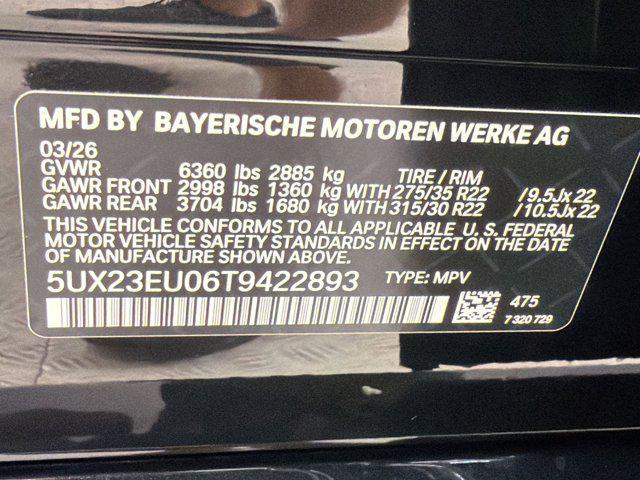 MFD BY BAYERISCHE MOTOREN WERKE AG
03/26
GVWR 6360 lbs 2885 kg TIRE / RIM
GAWR FRONT 2998 lbs 1360 kg WITH 275/35 R22 / 9.5Jx22
GAWR REAR 3704 lbs 1680 kg WITH 315/30 R22 / 10.5Jx22
THIS VEHICLE CONFORMS TO ALL APPLICABLE U.S. FEDERAL
MOTOR VEHICLE SAFETY STANDARDS IN EFFECT ON THE DATE
OF MANUFACTURE SHOWN ABOVE.
5UX23EU06T9422893 TYPE: MPV
475
7 320 729